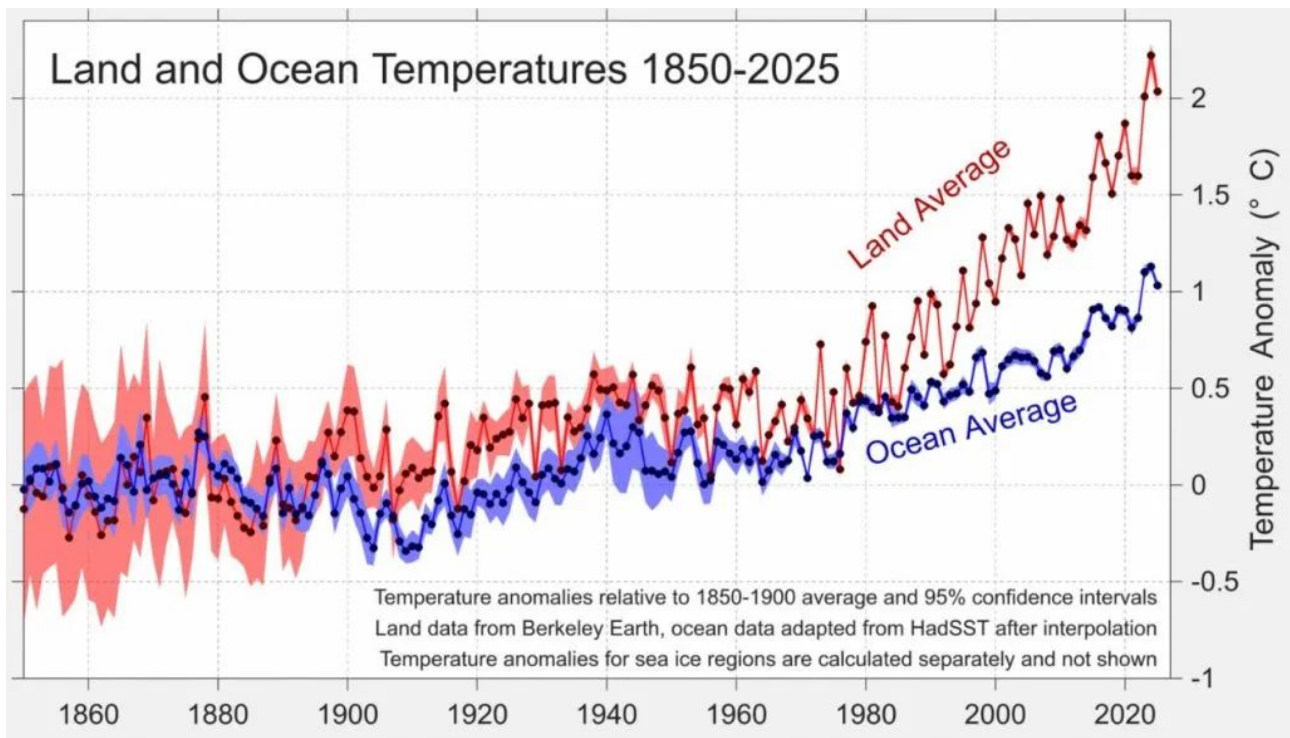 Land and Ocean Temperatures 1850-2025
2
1.5
1
0.5
0
-0.5
-1
Temperature Anomaly (° C)
Land Average
Ocean Average
Temperature anomalies relative to 1850-1900 average and 95% confidence intervals
Land data from Berkeley Earth, ocean data adapted from HadSST after interpolation
Temperature anomalies for sea ice regions are calculated separately and not shown
1860 1880 1900 1920 1940 1960 1980 2000 2020